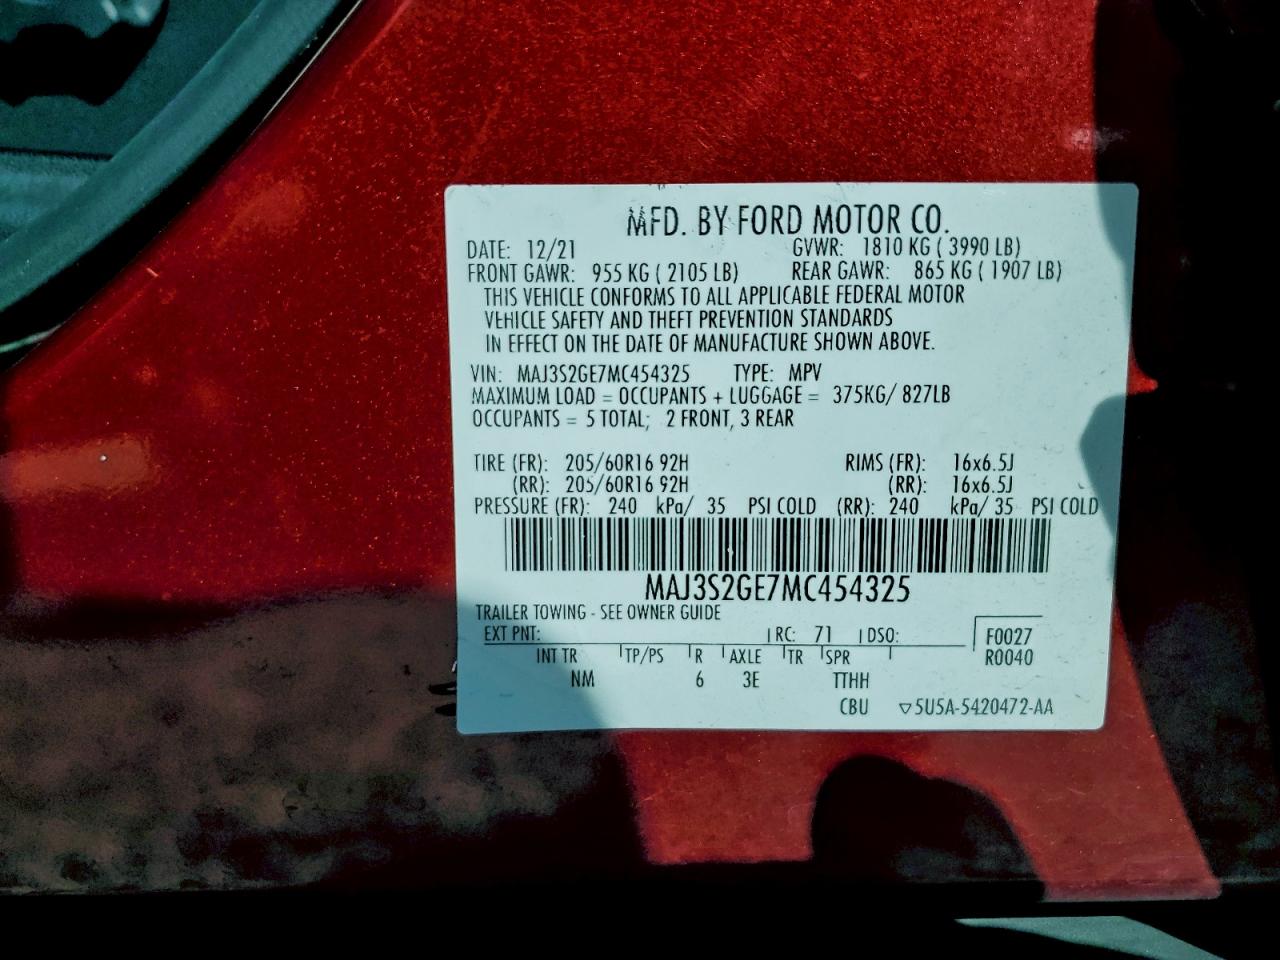 MFD. BY FORD MOTOR CO.
DATE: 12/21 GVWR: 1810 KG ( 3990 LB)
FRONT GAWR: 955 KG ( 2105 LB) REAR GAWR: 865 KG ( 1907 LB)
THIS VEHICLE CONFORMS TO ALL APPLICABLE FEDERAL MOTOR
VEHICLE SAFETY AND THEFT PREVENTION STANDARDS
IN EFFECT ON THE DATE OF MANUFACTURE SHOWN ABOVE.
VIN: MAJ3S2GE7MC454325 TYPE: MPV
MAXIMUM LOAD = OCCUPANTS + LUGGAGE = 375KG/ 827LB
OCCUPANTS = 5 TOTAL; 2 FRONT, 3 REAR
TIRE (FR): 205/60R16 92H RIMS (FR): 16x6.5J
(RR): 205/60R16 92H (RR): 16x6.5J
PRESSURE (FR): 240 kPa/ 35 PSI COLD (RR): 240 kPa/ 35 PSI COLD
MAJ3S2GE7MC454325
TRAILER TOWING - SEE OWNER GUIDE
EXT PNT: RC: 71 DSO: F0027
INT TR TP/PS R AXLE TR SPR R0040
NM 6 3E TTHH
CBU ▽5U5A-5420472-AA